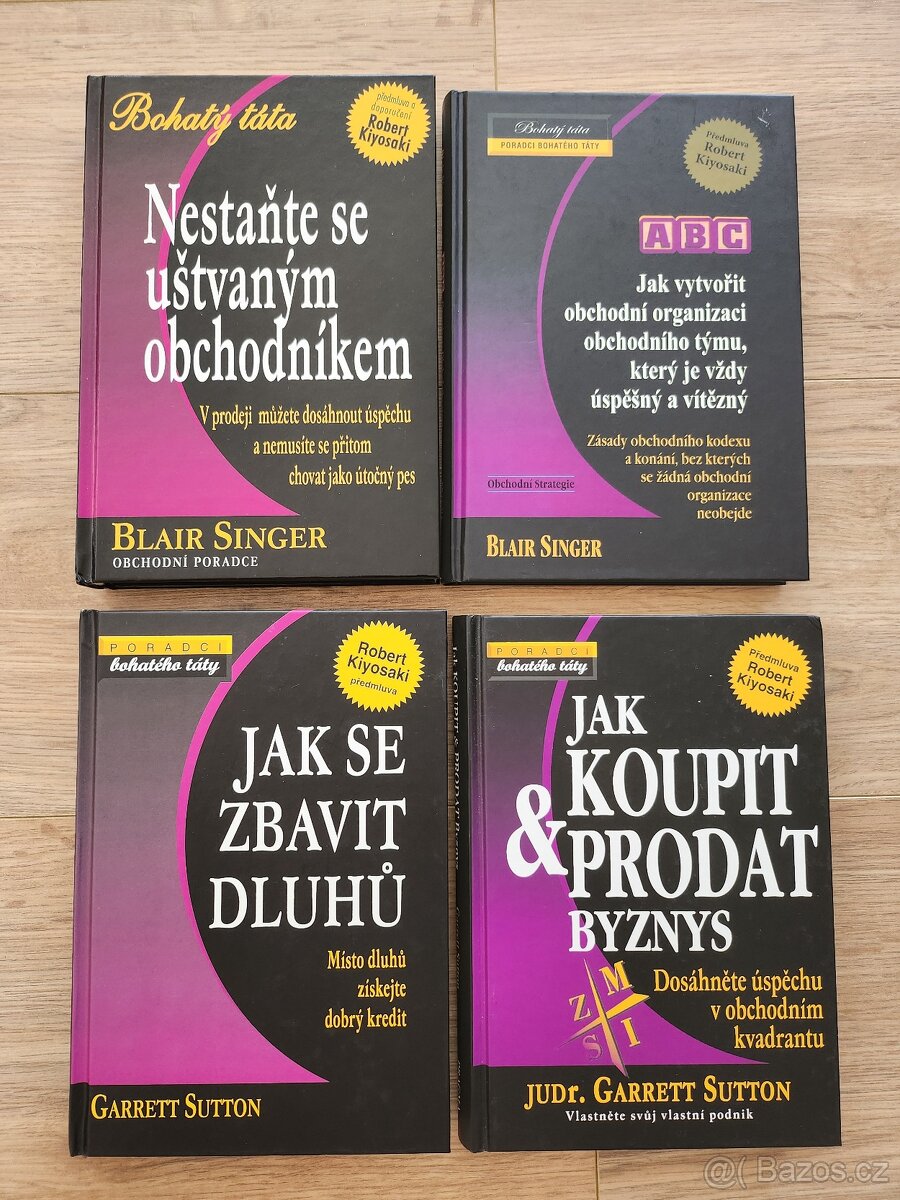 Bohatý táta
předmluva a
doporučení
Robert
Kiyosaki
Nestaňte se
uštvaným
obchodníkem
V prodeji můžete dosáhnout úspěchu
a nemusíte se přitom
chovat jako útočný pes
BLAIR SINGER
OBCHODNÍ PORADCE
Bohatý táta
PORADCI BOHATÉHO TÁTY
Předmluva
Robert
Kiyosaki
ABC
Jak vytvořit
obchodní organizaci
obchodního týmu,
který je vždy
úspěšný a vítězný
Zásady obchodního kodexu
a konání, bez kterých
se žádná obchodní
organizace
neobejde
Obchodní Strategie
BLAIR SINGER
PORADCI
bohatého táty
Robert
Kiyosaki
předmluva
JAK SE
ZBAVIT
DLUHŮ
Místo dluhů
získejte
dobrý kredit
GARRETT SUTTON
PORADCI
bohatého táty
Předmluva
Robert
Kiyosaki
JAK
KOUPIT
& PRODAT
BYZNYS
Z M
S I
Dosáhněte úspěchu
v obchodním
kvadrantu
JUDr. GARRETT SUTTON
Vlastněte svůj vlastní podnik
Jak KOUPIT & PRODAT Byznys
@( Bazos.cz